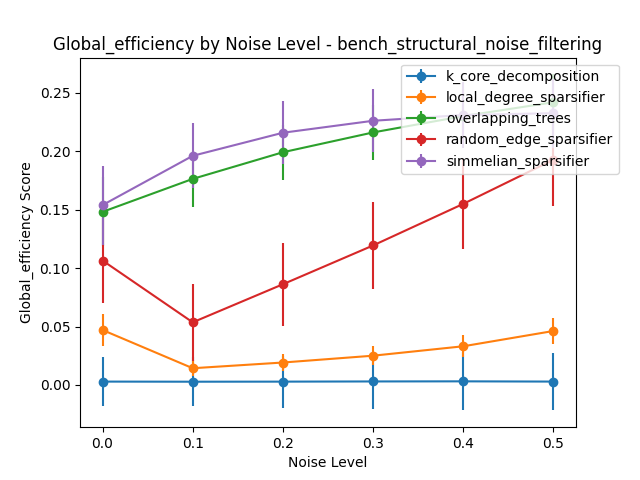 Global_efficiency by Noise Level - bench_structural_noise_filtering
k_core_decomposition
local_degree_sparsifier
overlapping_trees
random_edge_sparsifier
simmelian_sparsifier
Global_efficiency Score
0.25
0.20
0.15
0.10
0.05
0.00
0.0 0.1 0.2 0.3 0.4 0.5
Noise Level